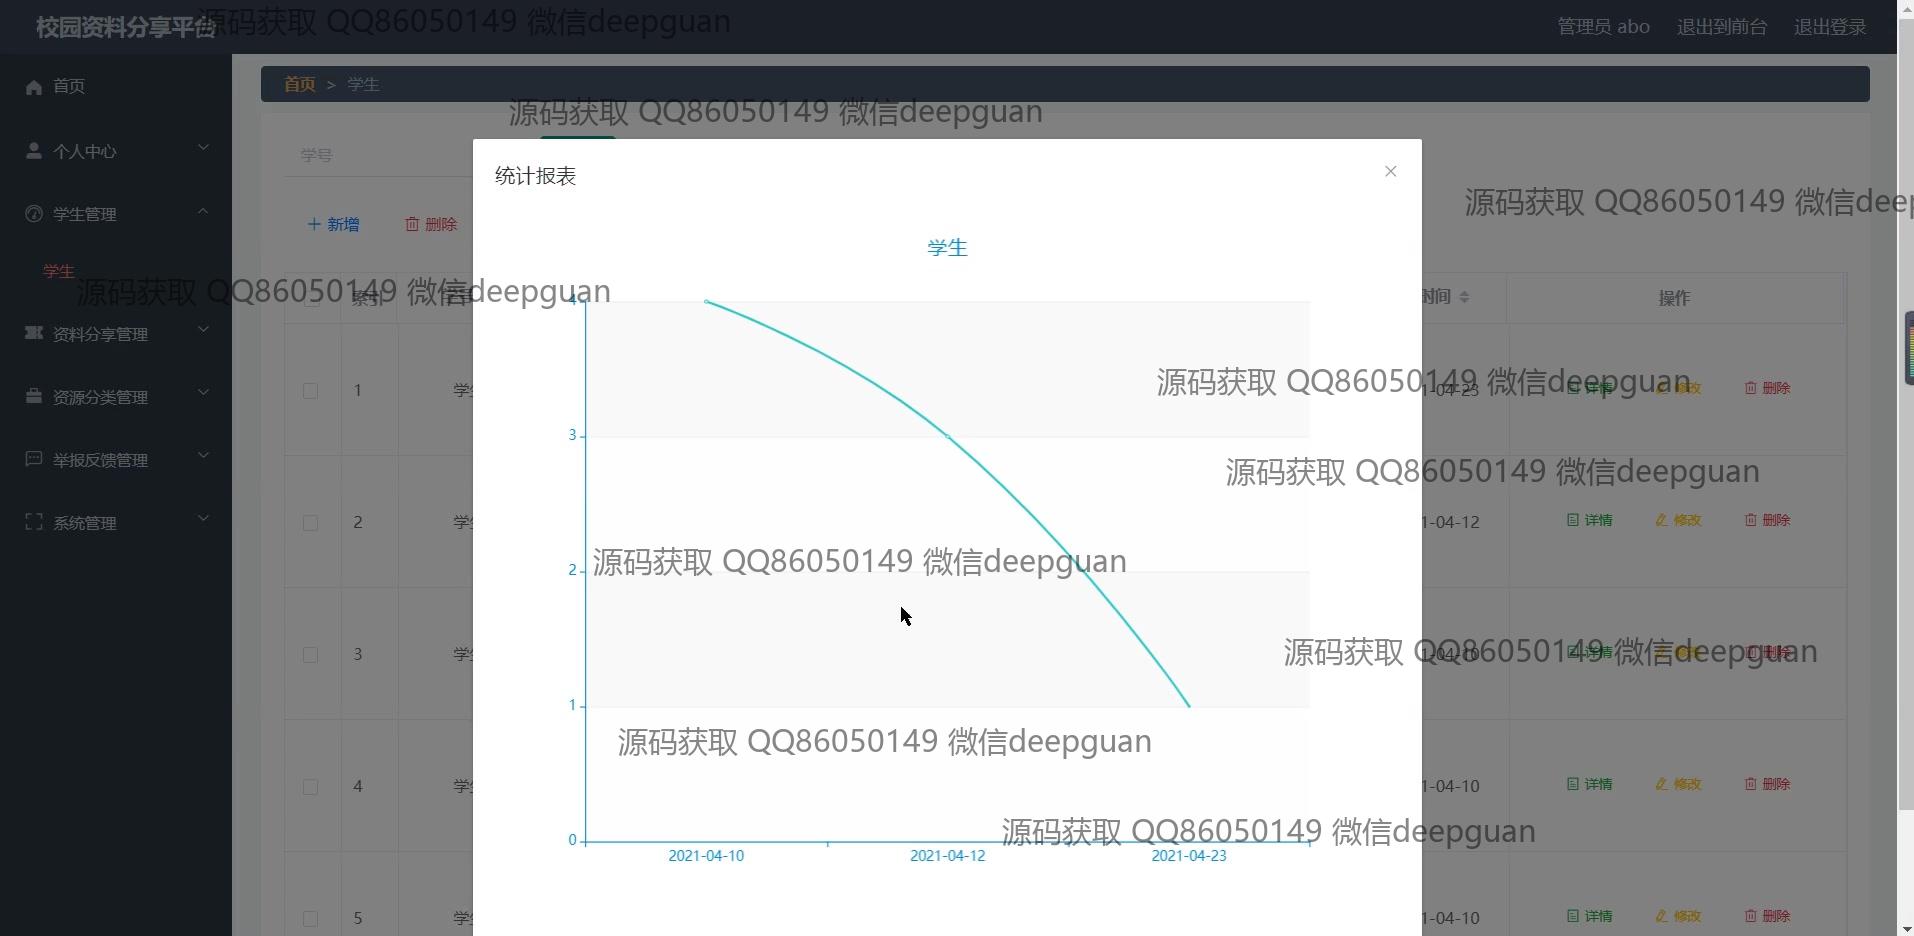 校园资料分享平台
源码获取 QQ86050149 微信deepguan
管理员 abo 退出到前台 退出登录
首页
首页 > 学生
源码获取 QQ86050149 微信deepguan
个人中心
学号
统计报表
源码获取 QQ86050149 微信deep
学生管理
新增 删除
学生
学生
源码获取 QQ86050149 微信deepguan
索引
时间
操作
4
资料分享管理
源码获取 QQ86050149 微信deepguan
1
1-04-23
详情 修改 删除
资源分类管理
3
举报反馈管理
源码获取 QQ86050149 微信deepguan
系统管理
2
1-04-12
详情 修改 删除
源码获取 QQ86050149 微信deepguan
2
3
源码获取 QQ86050149 微信deepguan
1-04-10
详情 修改 删除
1
源码获取 QQ86050149 微信deepguan
4
1-04-10
详情 修改 删除
源码获取 QQ86050149 微信deepguan
0
2021-04-10 2021-04-12 2021-04-23
5
1-04-10
详情 修改 删除